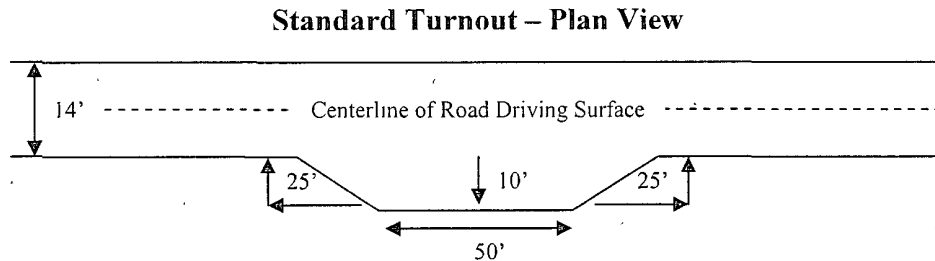 Standard Turnout – Plan View
14'
Centerline of Road Driving Surface
25'
10'
25'
50'